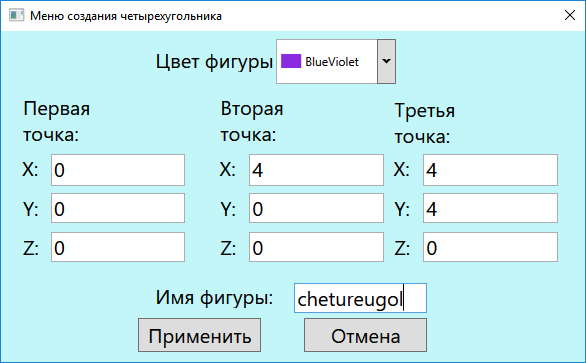 Меню создания четырехугольника
Цвет фигуры BlueViolet
Первая точка:
X: 0
Y: 0
Z: 0
Вторая точка:
X: 4
Y: 0
Z: 0
Третья точка:
X: 4
Y: 4
Z: 0
Имя фигуры: chetureugol
Применить Отмена